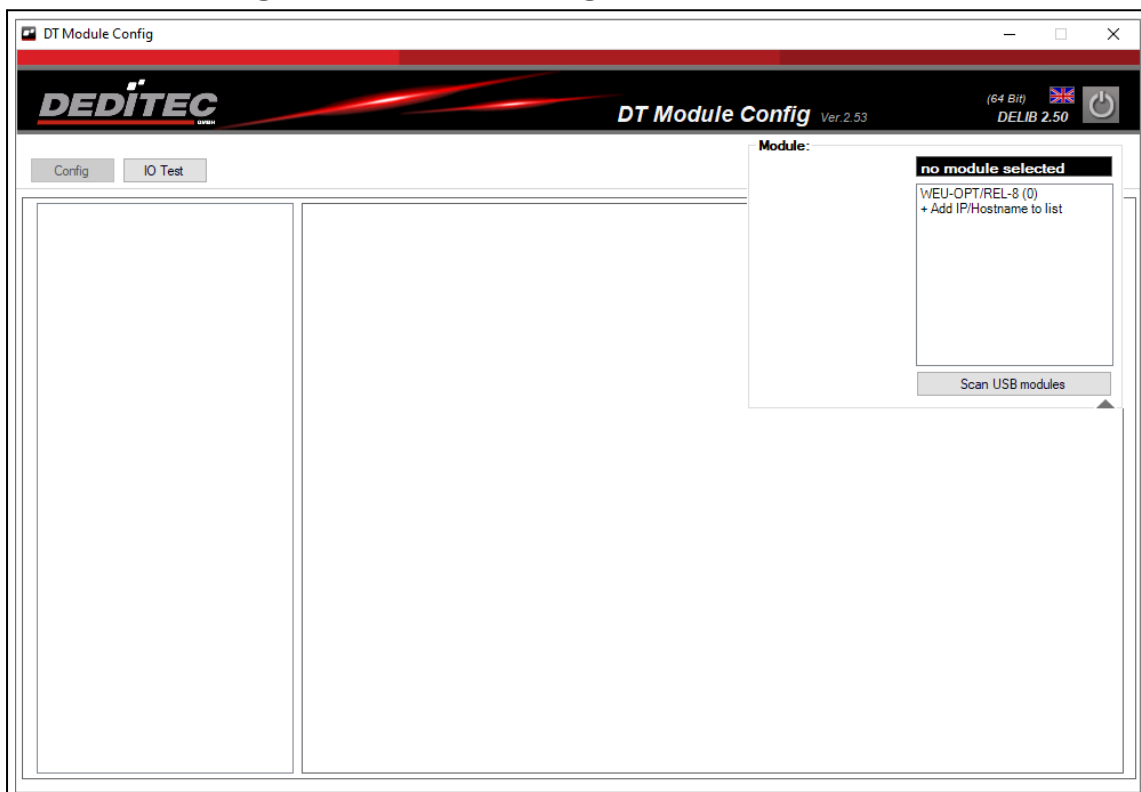 DT Module Config
DEDITEC
GMBH
DT Module Config Ver.2.53
(64 Bit)
DELIB 2.50
Config
IO Test
Module:
no module selected
WEU-OPT/REL-8 (0)
+ Add IP/Hostname to list
Scan USB modules